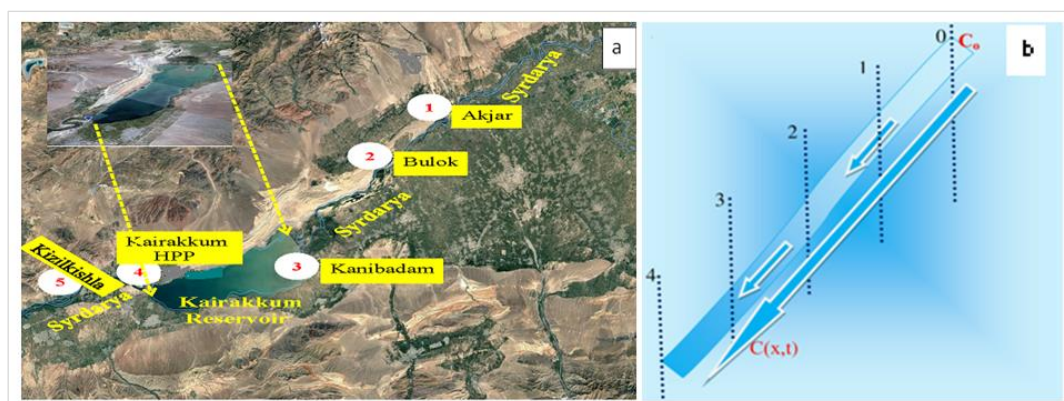 a
1
Akjar
Syrdarya
2
Bulok
Syrdarya
Kairakkum
HPP
4
3
Kanibadam
Kizilkishla
5
Syrdarya
Kairakkum
Reservoir
b
0
C₀
1
2
3
4
C(x,t)